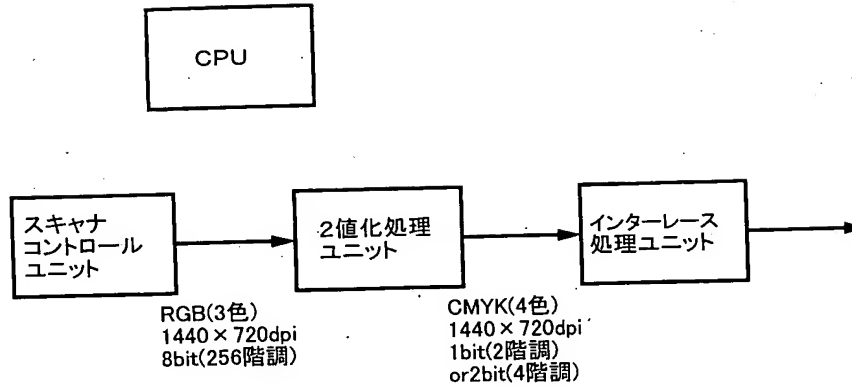 CPU
スキャナ
コントロール
ユニット
2値化処理
ユニット
インターレース
処理ユニット
RGB(3色)
1440×720dpi
8bit(256階調)
CMYK(4色)
1440×720dpi
1bit(2階調)
or2bit(4階調)